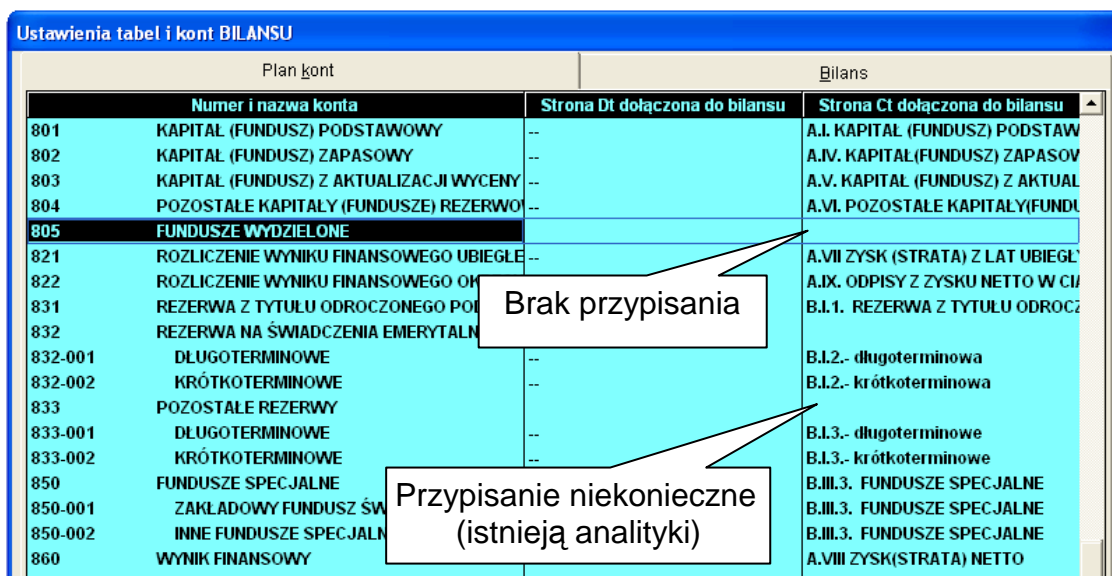 Ustawienia tabel i kont BILANSU
Plan kont Bilans
Numer i nazwa konta Strona Dt dołączona do bilansu Strona Ct dołączona do bilansu
801 KAPITAŁ (FUNDUSZ) PODSTAWOWY -- A.I. KAPITAŁ (FUNDUSZ) PODSTAW
802 KAPITAŁ (FUNDUSZ) ZAPASOWY -- A.IV. KAPITAŁ(FUNDUSZ) ZAPASOW
803 KAPITAŁ (FUNDUSZ) Z AKTUALIZACJI WYCENY -- A.V. KAPITAŁ (FUNDUSZ) Z AKTUAL
804 POZOSTAŁE KAPITAŁY (FUNDUSZE) REZERWO -- A.VI. POZOSTAŁE KAPITAŁY(FUNDU
805 FUNDUSZE WYDZIELONE
821 ROZLICZENIE WYNIKU FINANSOWEGO UBIEGŁE -- A.VII ZYSK (STRATA) Z LAT UBIEGŁ
822 ROZLICZENIE WYNIKU FINANSOWEGO OK A.IX. ODPISY Z ZYSKU NETTO W CIĄ
Brak przypisania
831 REZERWA Z TYTUŁU ODROCZONEGO POD B.I.1. REZERWA Z TYTUŁU ODROCZ
832 REZERWA NA ŚWIADCZENIA EMERYTALN
832-001 DŁUGOTERMINOWE -- B.I.2.- długoterminowa
832-002 KRÓTKOTERMINOWE -- B.I.2.- krótkoterminowa
833 POZOSTAŁE REZERWY
833-001 DŁUGOTERMINOWE -- B.I.3.- długoterminowe
833-002 KRÓTKOTERMINOWE -- B.I.3.- krótkoterminowe
850 FUNDUSZE SPECJALNE B.III.3. FUNDUSZE SPECJALNE
Przypisanie niekonieczne
(istnieją analityki)
850-001 ZAKŁADOWY FUNDUSZ ŚW B.III.3. FUNDUSZE SPECJALNE
850-002 INNE FUNDUSZE SPECJALN B.III.3. FUNDUSZE SPECJALNE
860 WYNIK FINANSOWY A.VIII ZYSK(STRATA) NETTO